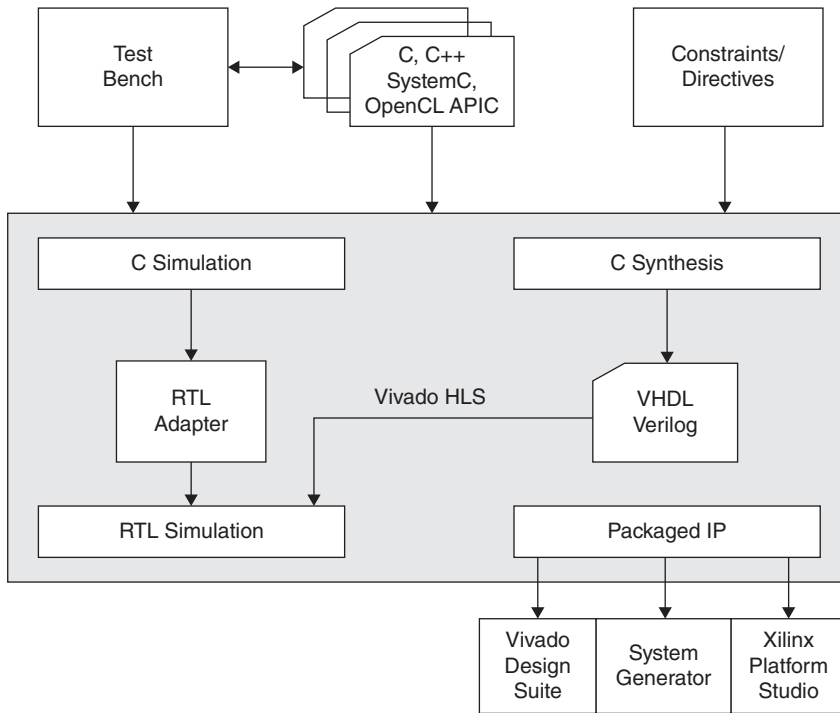 Test
Bench
C, C++
SystemC,
OpenCL APIC
Constraints/
Directives
C Simulation
C Synthesis
RTL
Adapter
Vivado HLS
VHDL
Verilog
RTL Simulation
Packaged IP
Vivado
Design
Suite
System
Generator
Xilinx
Platform
Studio